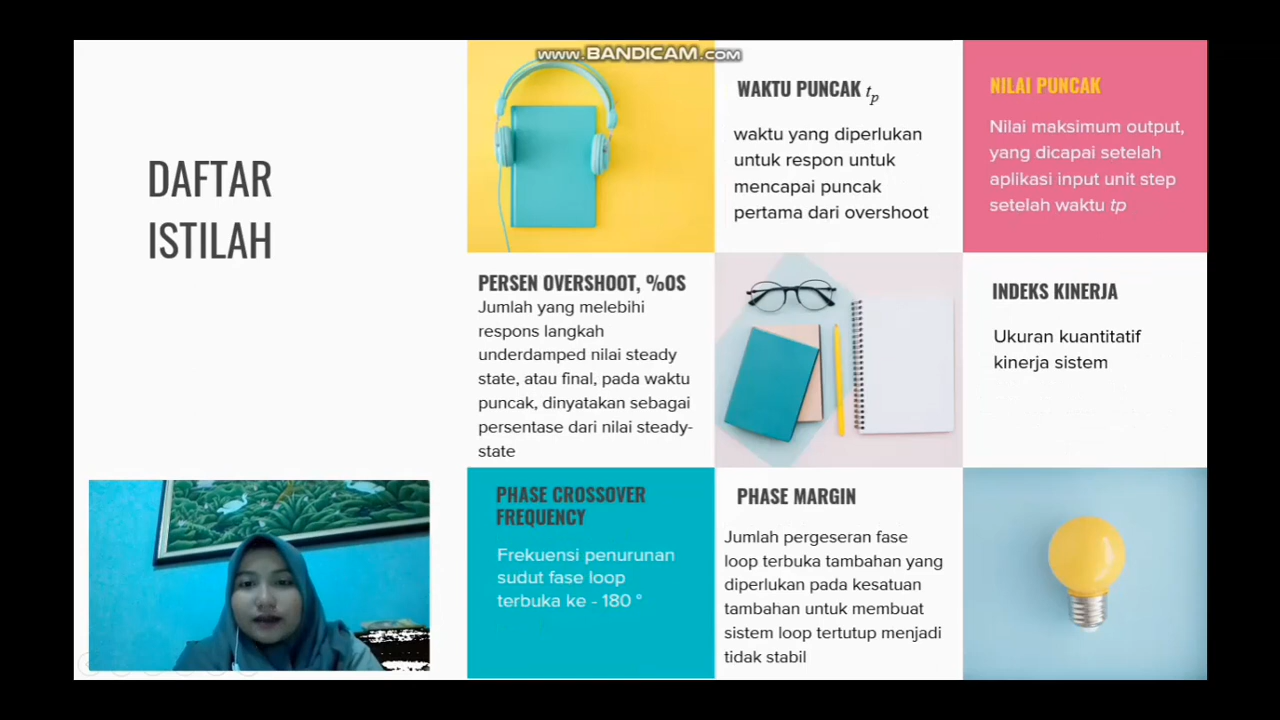 www.BANDICAM.com
DAFTAR
ISTILAH
WAKTU PUNCAK tp
waktu yang diperlukan
untuk respon untuk
mencapai puncak
pertama dari overshoot
NILAI PUNCAK
Nilai maksimum output,
yang dicapai setelah
aplikasi input unit step
setelah waktu tp
PERSEN OVERSHOOT, %OS
Jumlah yang melebihi
respons langkah
underdamped nilai steady
state, atau final, pada waktu
puncak, dinyatakan sebagai
persentase dari nilai steady-
state
INDEKS KINERJA
Ukuran kuantitatif
kinerja sistem
PHASE CROSSOVER
FREQUENCY
Frekuensi penurunan
sudut fase loop
terbuka ke - 180 °
PHASE MARGIN
Jumlah pergeseran fase
loop terbuka tambahan yang
diperlukan pada kesatuan
tambahan untuk membuat
sistem loop tertutup menjadi
tidak stabil